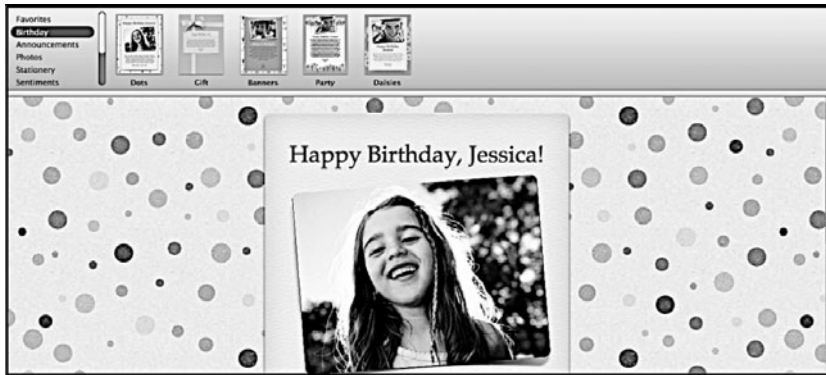 Favorites
Birthday
Announcements
Photos
Stationery
Sentiments
Dots
Gift
Banners
Party
Daisies
Happy Birthday, Jessica!